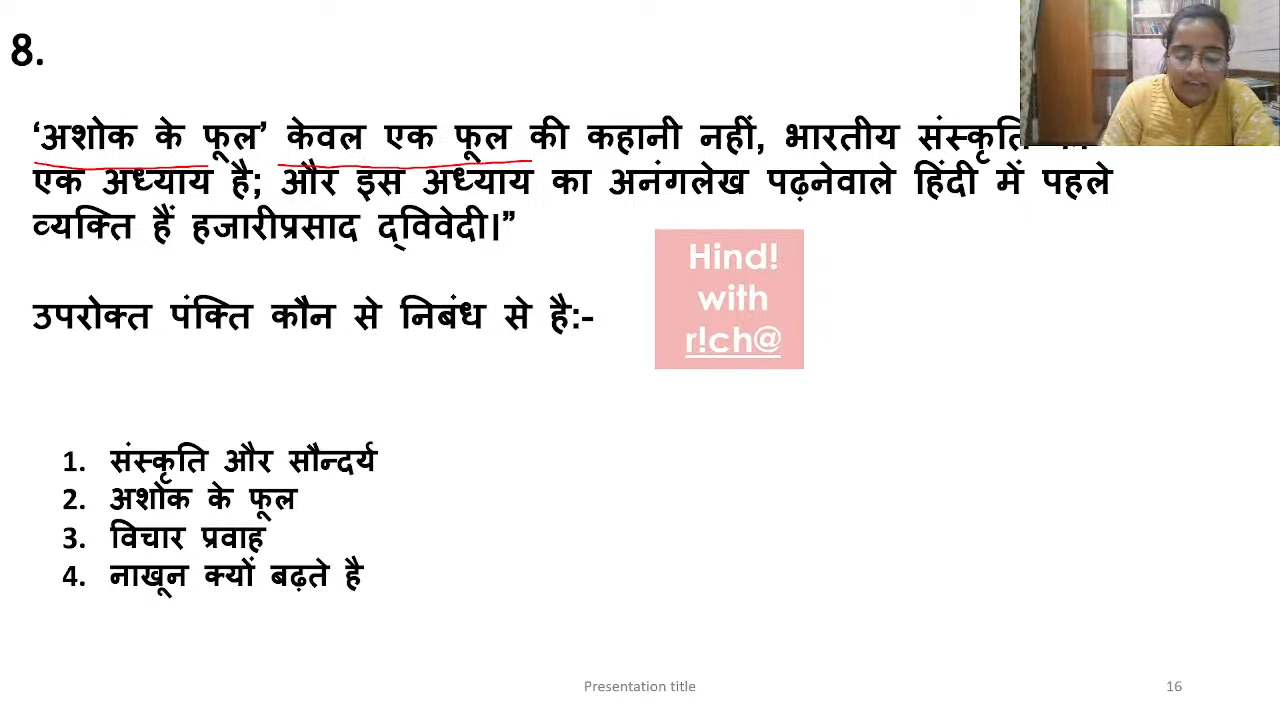 8.
‘अशोक के फूल’ केवल एक फूल की कहानी नहीं, भारतीय संस्कृति
एक अध्याय है; और इस अध्याय का अनंगलेख पढ़नेवाले हिंदी में पहले
व्यक्ति हैं हजारीप्रसाद द्विवेदी।”
Hind!
with
r!ch@
उपरोक्त पंक्ति कौन से निबंध से है:-
1. संस्कृति और सौन्दर्य
2. अशोक के फूल
3. विचार प्रवाह
4. नाखून क्यों बढ़ते है
Presentation title
16